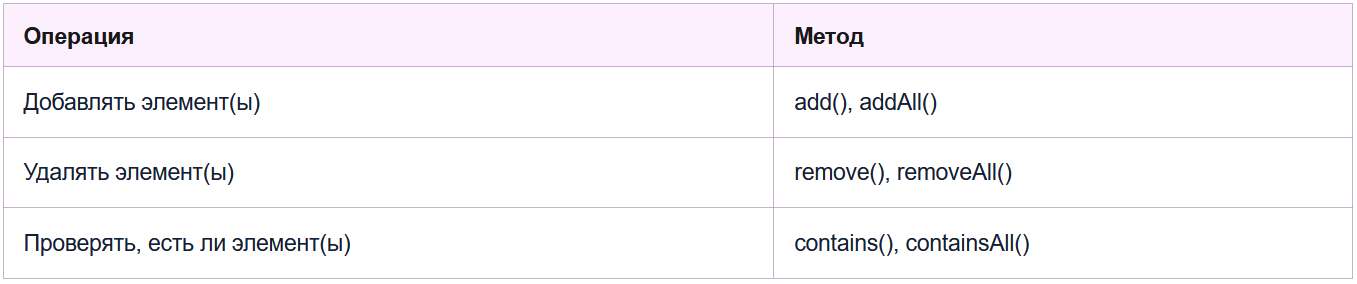 Операция Метод
Добавлять элемент(ы) add(), addAll()
Удалять элемент(ы) remove(), removeAll()
Проверять, есть ли элемент(ы) contains(), containsAll()